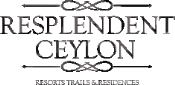 RESPLENDENT
CEYLON
RESORTS TRAILS & RESIDENCES